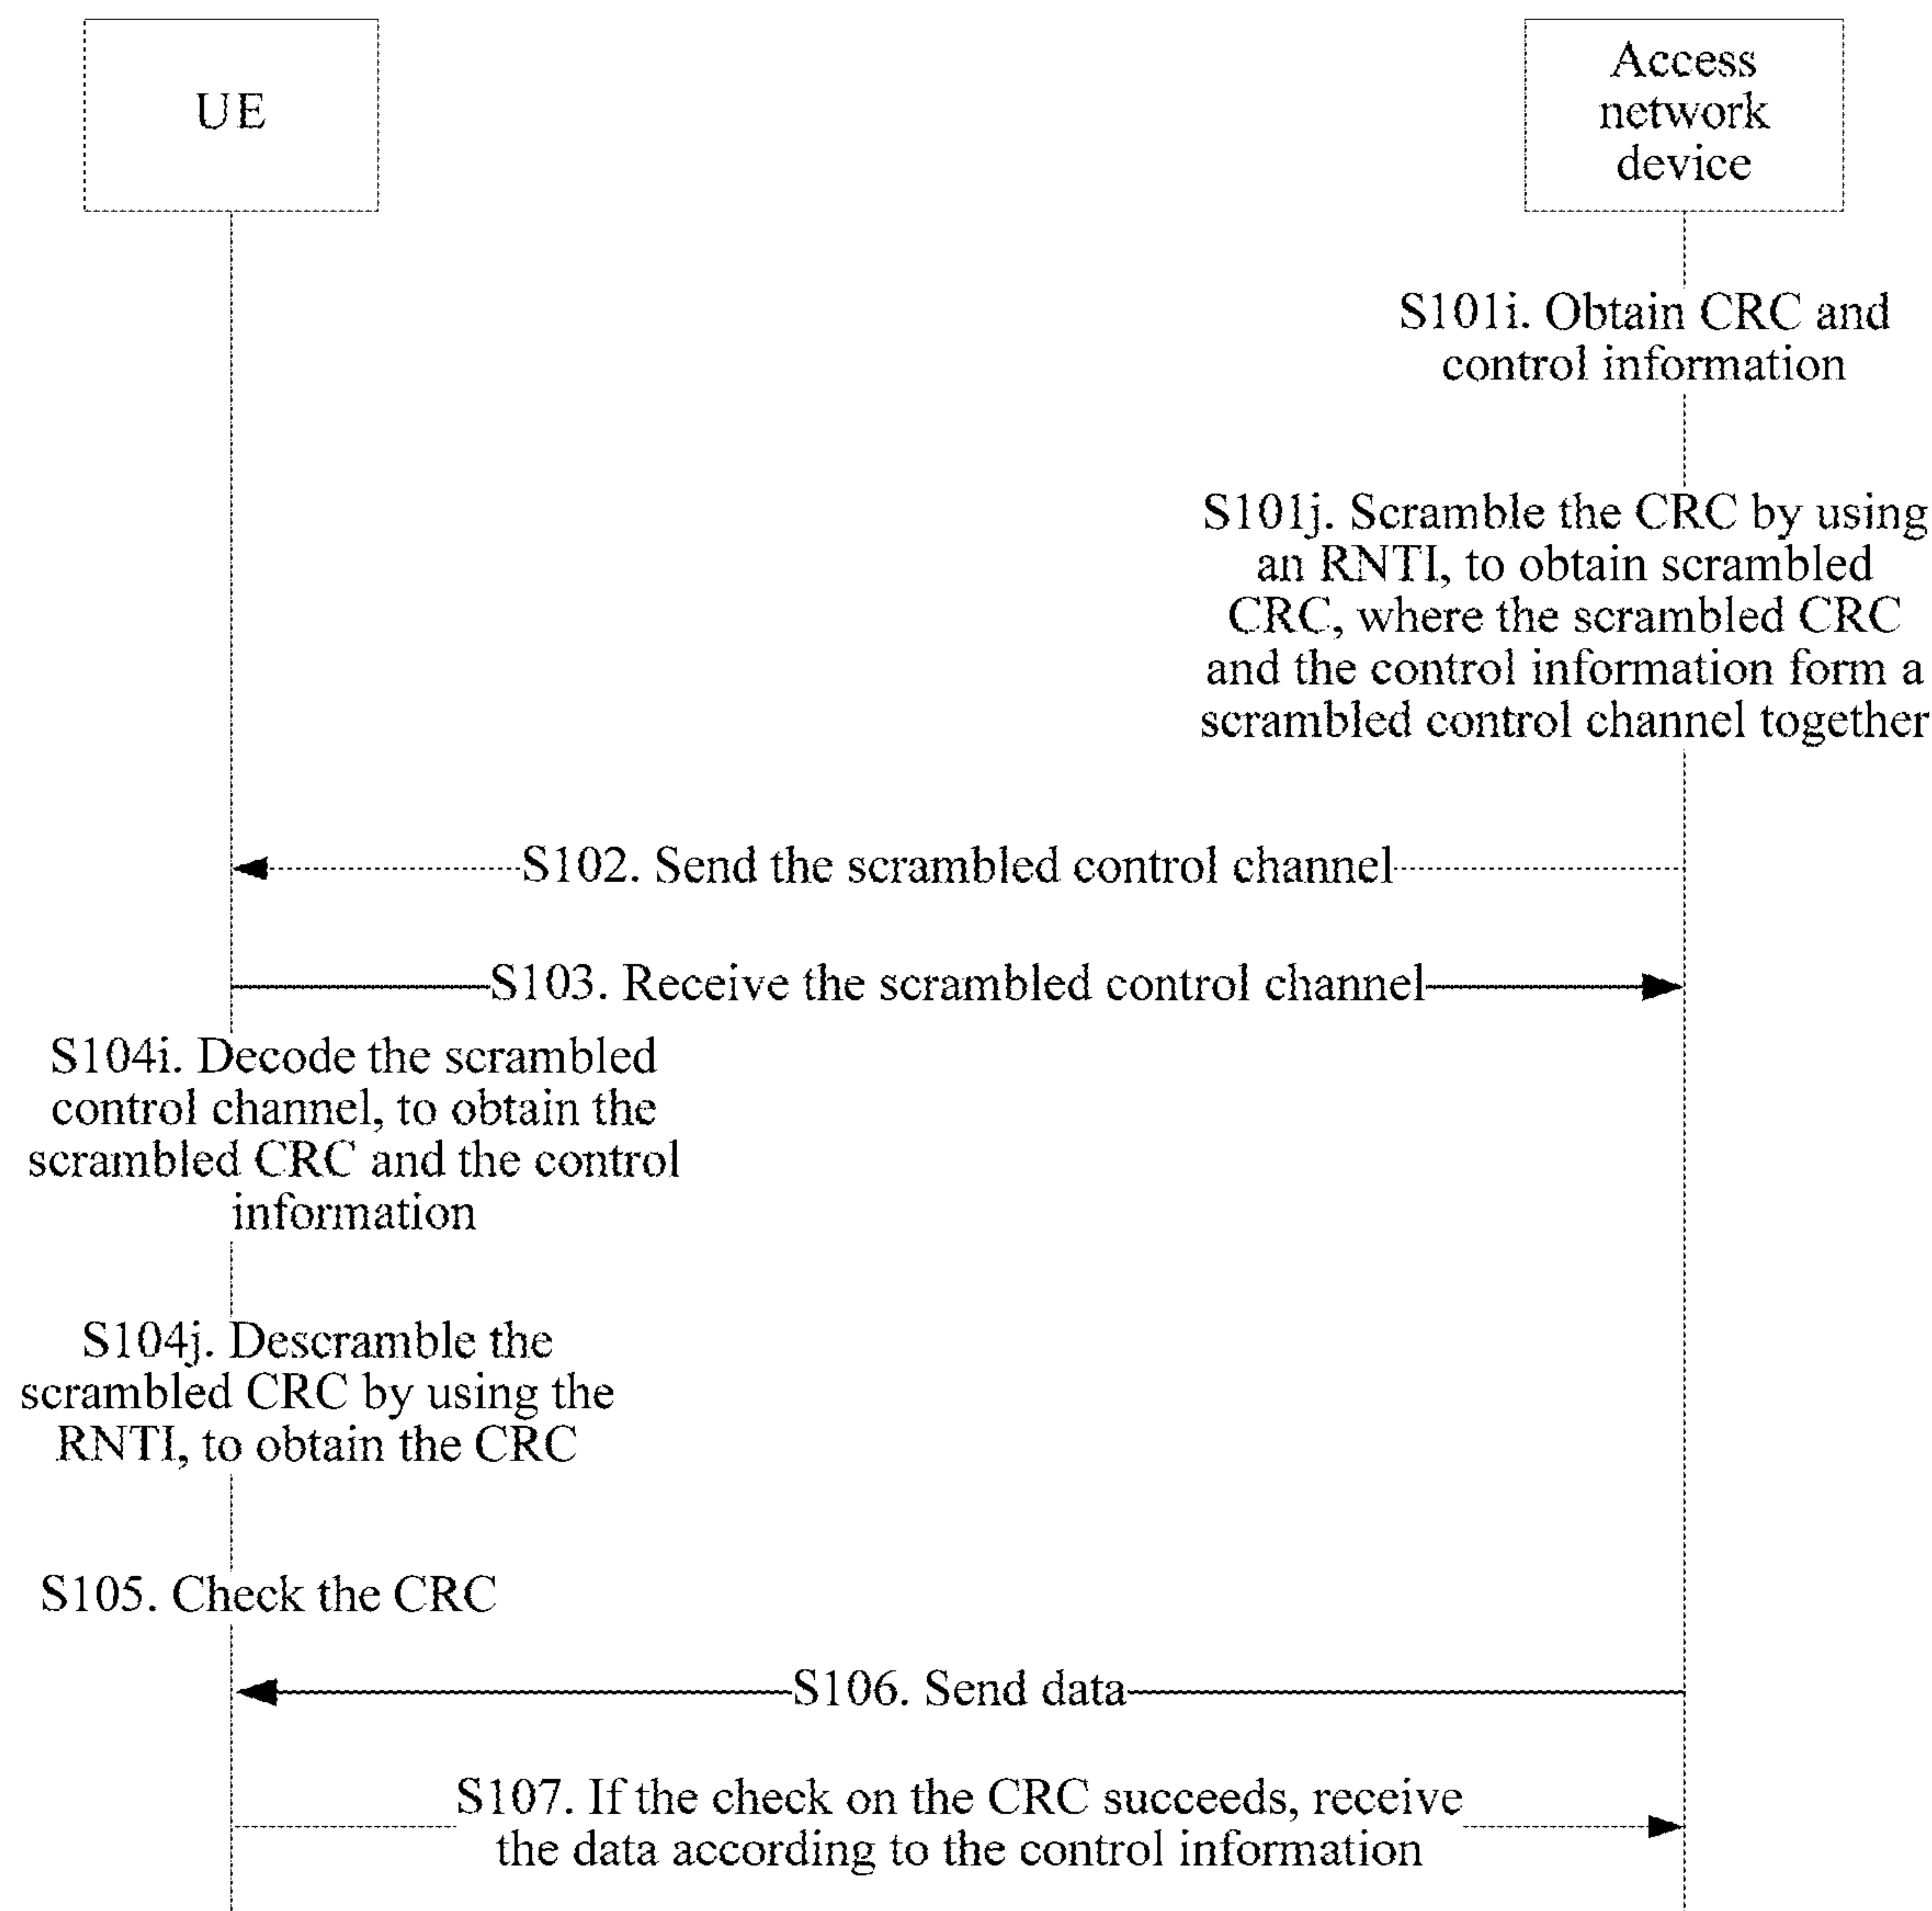 UE
Access
network
device
S101i. Obtain CRC and
control information
S101j. Scramble the CRC by using
an RNTI, to obtain scrambled
CRC, where the scrambled CRC
and the control information form a
scrambled control channel together
S102. Send the scrambled control channel
S103. Receive the scrambled control channel
S104i. Decode the scrambled
control channel, to obtain the
scrambled CRC and the control
information
S104j. Descramble the
scrambled CRC by using the
RNTI, to obtain the CRC
S105. Check the CRC
S106. Send data
S107. If the check on the CRC succeeds, receive
the data according to the control information